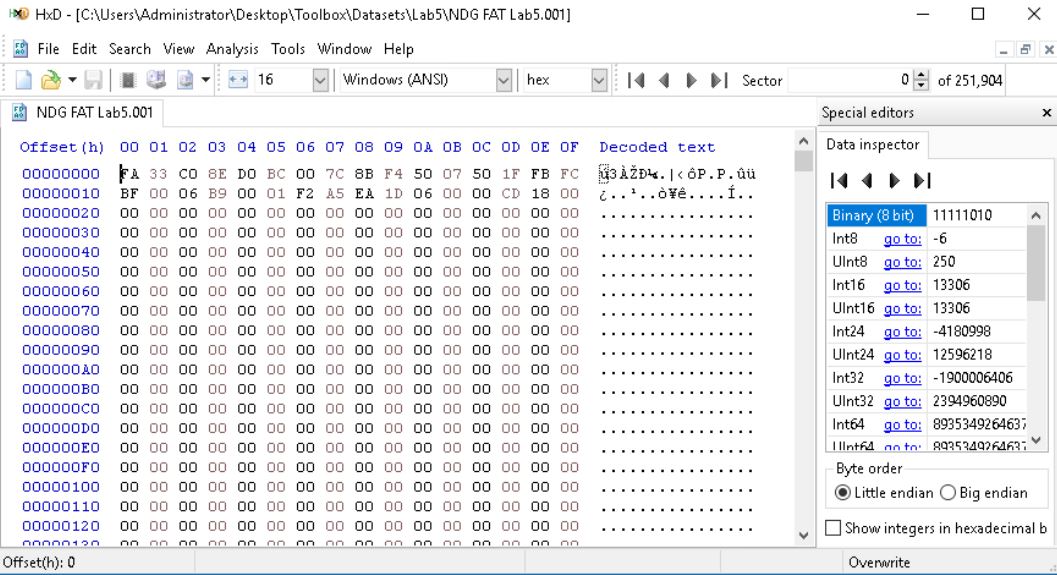 HxD - [C:\Users\Administrator\Desktop\Toolbox\Datasets\Lab5\NDG FAT Lab5.001]
File Edit Search View Analysis Tools Window Help
16 Windows (ANSI) hex Sector 0 of 251,904
NDG FAT Lab5.001
Special editors
Data inspector
Offset(h) 00 01 02 03 04 05 06 07 08 09 0A 0B 0C 0D 0E 0F Decoded text
00000000 FA 33 C0 8E D0 BC 00 7C 8B F4 50 07 50 1F FB FC ú3ÀŽÐ¼.|‹ôP.P.ûü
00000010 BF 00 06 B9 00 01 F2 A5 EA 1D 06 00 00 CD 18 00 ¿..¹..ò¥ê....Í..
00000020 00 00 00 00 00 00 00 00 00 00 00 00 00 00 00 00 ................
00000030 00 00 00 00 00 00 00 00 00 00 00 00 00 00 00 00 ................
00000040 00 00 00 00 00 00 00 00 00 00 00 00 00 00 00 00 ................
00000050 00 00 00 00 00 00 00 00 00 00 00 00 00 00 00 00 ................
00000060 00 00 00 00 00 00 00 00 00 00 00 00 00 00 00 00 ................
00000070 00 00 00 00 00 00 00 00 00 00 00 00 00 00 00 00 ................
00000080 00 00 00 00 00 00 00 00 00 00 00 00 00 00 00 00 ................
00000090 00 00 00 00 00 00 00 00 00 00 00 00 00 00 00 00 ................
000000A0 00 00 00 00 00 00 00 00 00 00 00 00 00 00 00 00 ................
000000B0 00 00 00 00 00 00 00 00 00 00 00 00 00 00 00 00 ................
000000C0 00 00 00 00 00 00 00 00 00 00 00 00 00 00 00 00 ................
000000D0 00 00 00 00 00 00 00 00 00 00 00 00 00 00 00 00 ................
000000E0 00 00 00 00 00 00 00 00 00 00 00 00 00 00 00 00 ................
000000F0 00 00 00 00 00 00 00 00 00 00 00 00 00 00 00 00 ................
00000100 00 00 00 00 00 00 00 00 00 00 00 00 00 00 00 00 ................
00000110 00 00 00 00 00 00 00 00 00 00 00 00 00 00 00 00 ................
00000120 00 00 00 00 00 00 00 00 00 00 00 00 00 00 00 00 ................
00000130 00 00 00 00 00 00 00 00 00 00 00 00 00 00 00 00
Binary (8 bit) 11111010
Int8 go to: -6
UInt8 go to: 250
Int16 go to: 13306
UInt16 go to: 13306
Int24 go to: -4180998
UInt24 go to: 12596218
Int32 go to: -1900006406
UInt32 go to: 2394960890
Int64 go to: 8935349264637
UInt64 go to: 8935349264637
Byte order
Little endian Big endian
Show integers in hexadecimal b
Offset(h): 0 Overwrite